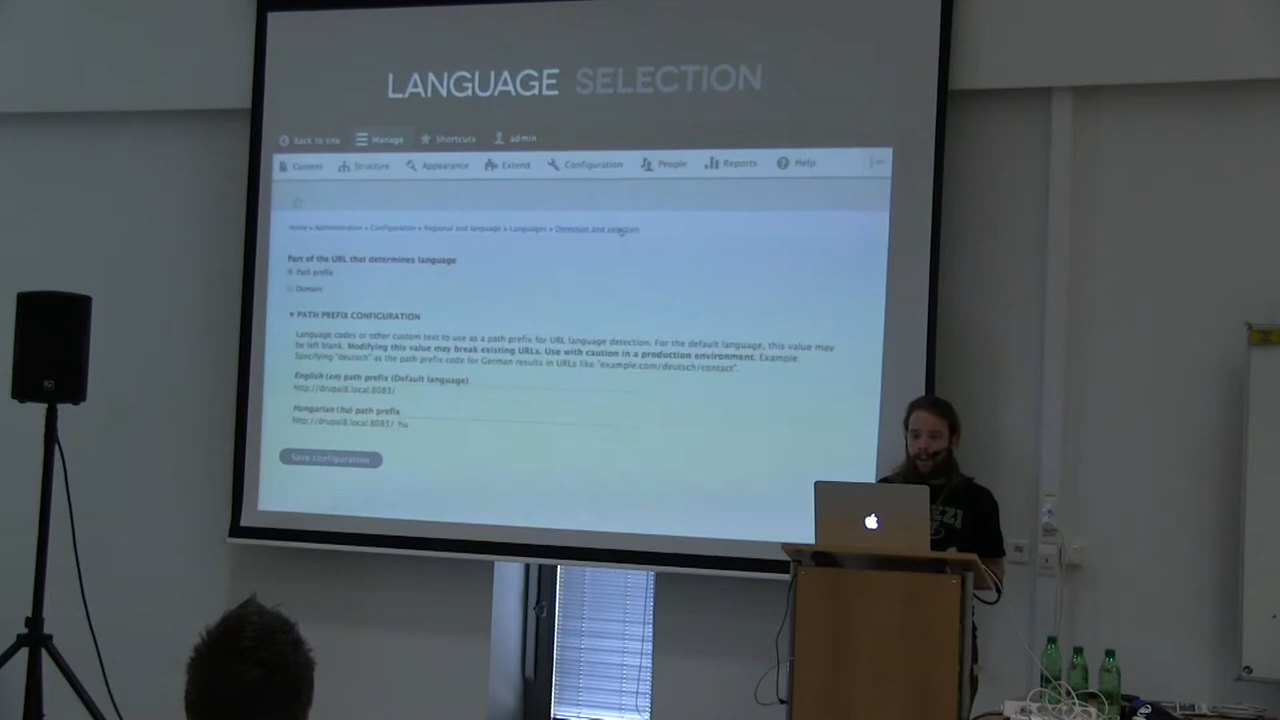 LANGUAGE SELECTION
Back to site Manage Shortcuts admin
Content Structure Appearance Extend Configuration People Reports Help
Home » Administration » Configuration » Regional and language » Languages » Detection and selection
Part of the URL that determines language
Path prefix
Domain
▾ PATH PREFIX CONFIGURATION
Language codes or other custom text to use as a path prefix for URL language detection. For the default language, this value may
be left blank. Modifying this value may break existing URLs. Use with caution in a production environment. Example:
Specifying "deutsch" as the path prefix code for German results in URLs like "example.com/deutsch/contact".
English (en) path prefix (Default language)
http://drupal8.local:8083/
Hungarian (hu) path prefix
http://drupal8.local:8083/ hu
Save configuration